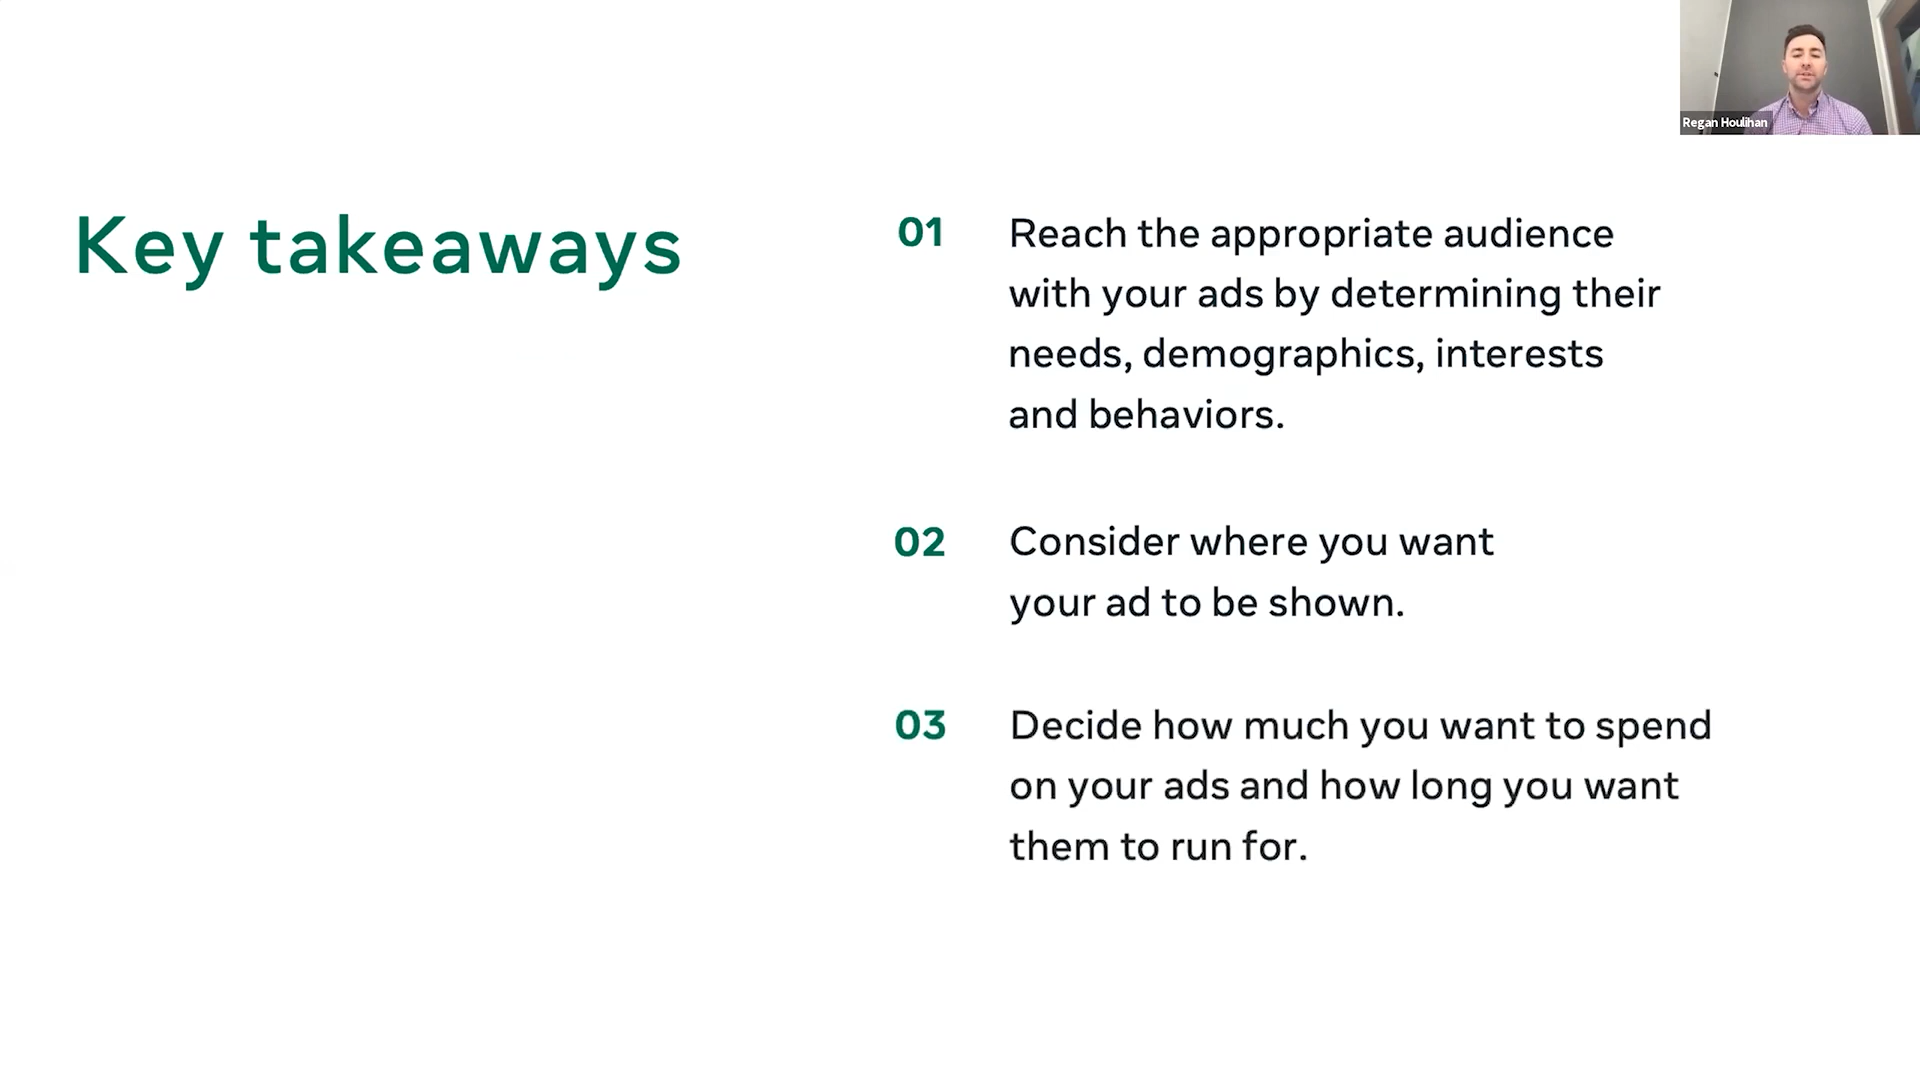 Regan Houlihan
Key takeaways
01
Reach the appropriate audience
with your ads by determining their
needs, demographics, interests
and behaviors.
02
Consider where you want
your ad to be shown.
03
Decide how much you want to spend
on your ads and how long you want
them to run for.